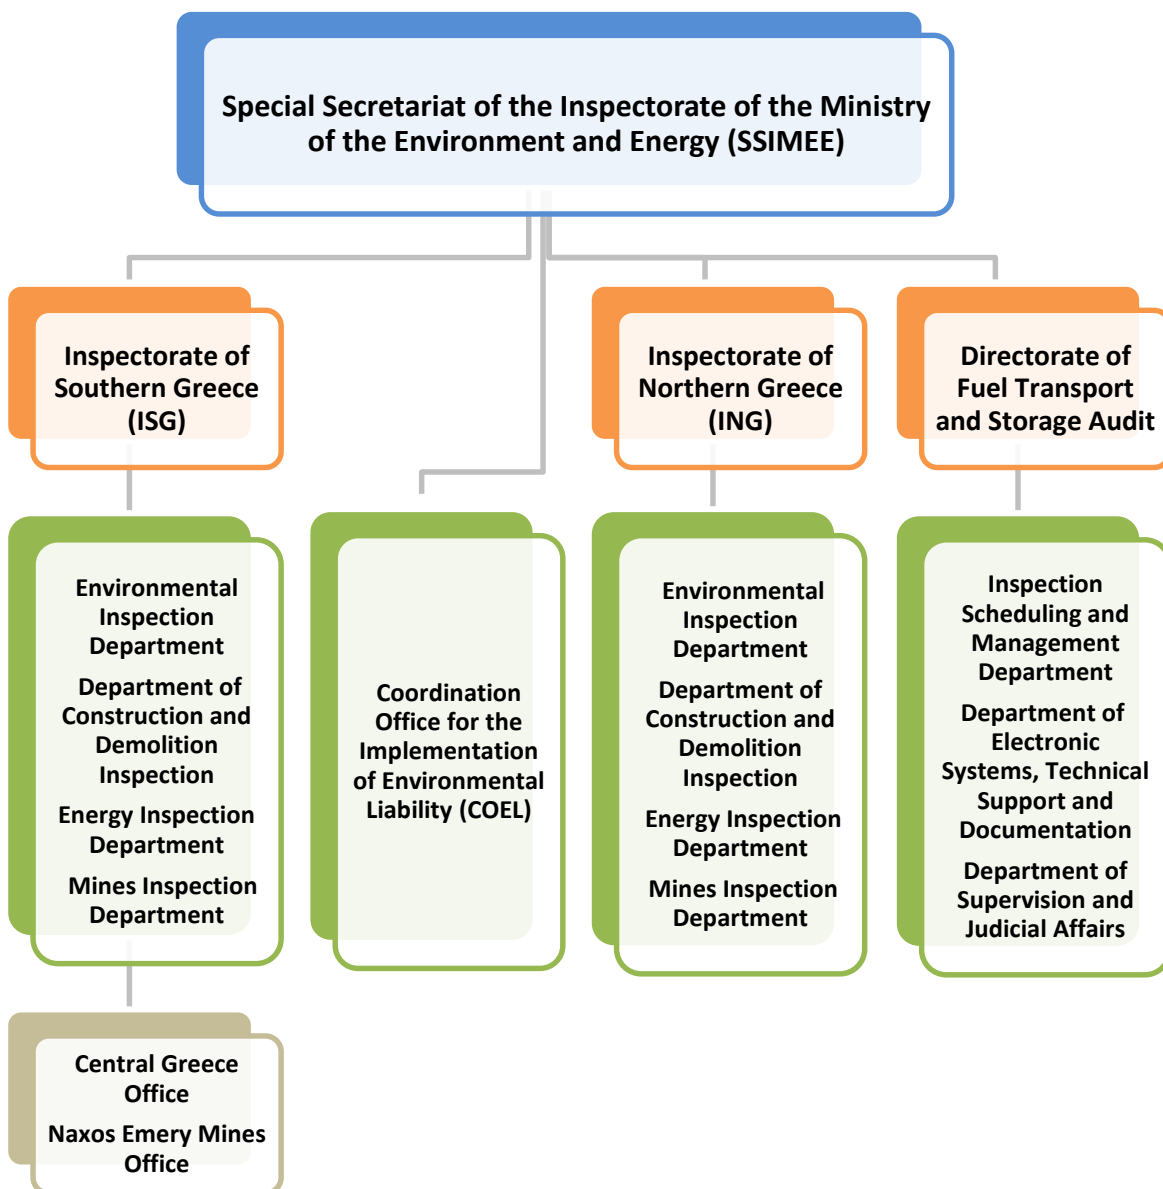 Special Secretariat of the Inspectorate of the Ministry
of the Environment and Energy (SSIMEE)
Inspectorate of
Southern Greece
(ISG)
Inspectorate of
Northern Greece
(ING)
Directorate of
Fuel Transport
and Storage Audit
Environmental
Inspection
Department
Department of
Construction and
Demolition
Inspection
Energy Inspection
Department
Mines Inspection
Department
Coordination
Office for the
Implementation
of Environmental
Liability (COEL)
Environmental
Inspection
Department
Department of
Construction and
Demolition
Inspection
Energy Inspection
Department
Mines Inspection
Department
Inspection
Scheduling and
Management
Department
Department of
Electronic
Systems, Technical
Support and
Documentation
Department of
Supervision and
Judicial Affairs
Central Greece
Office
Naxos Emery Mines
Office